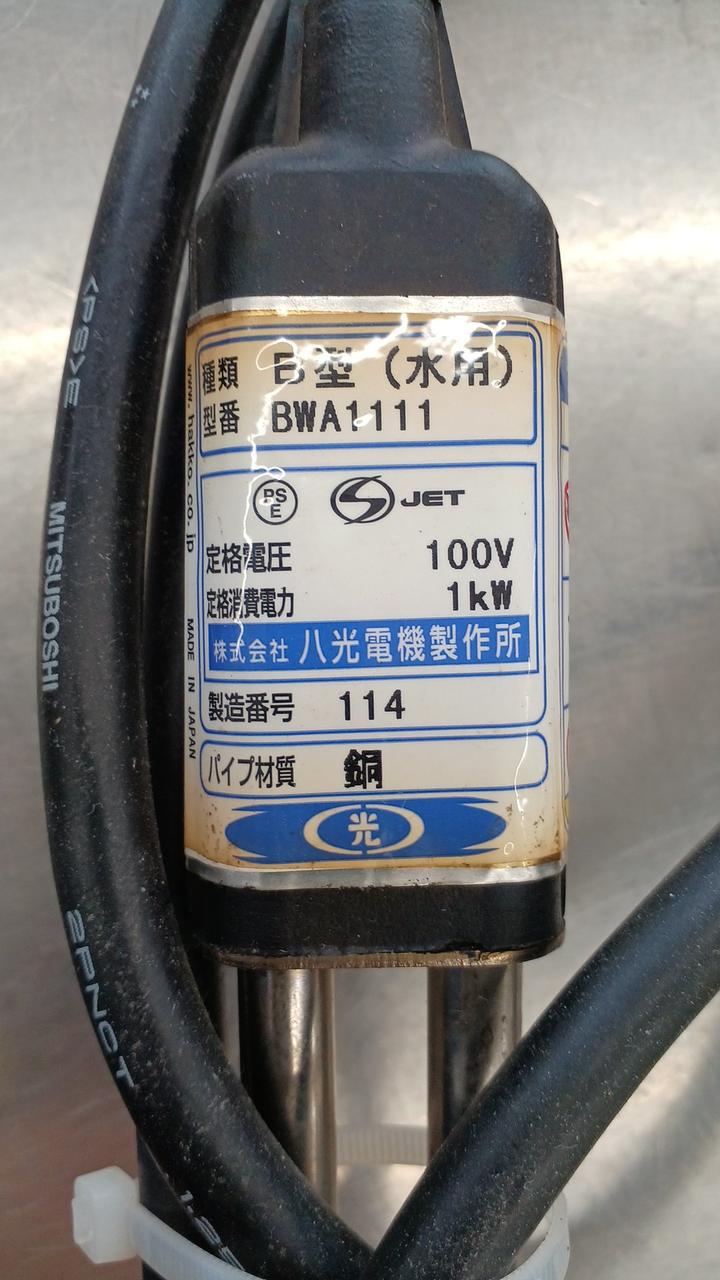 種類 B型（水用）
型番 BWA1111
PS
E
S JET
定格電圧 100V
定格消費電力 1kW
株式会社 八光電機製作所
製造番号 114
パイプ材質 銅
光
www.hakko.co.jp
MADE IN JAPAN
<PS>E
MITSUBOSHI
2PNCT
1.25